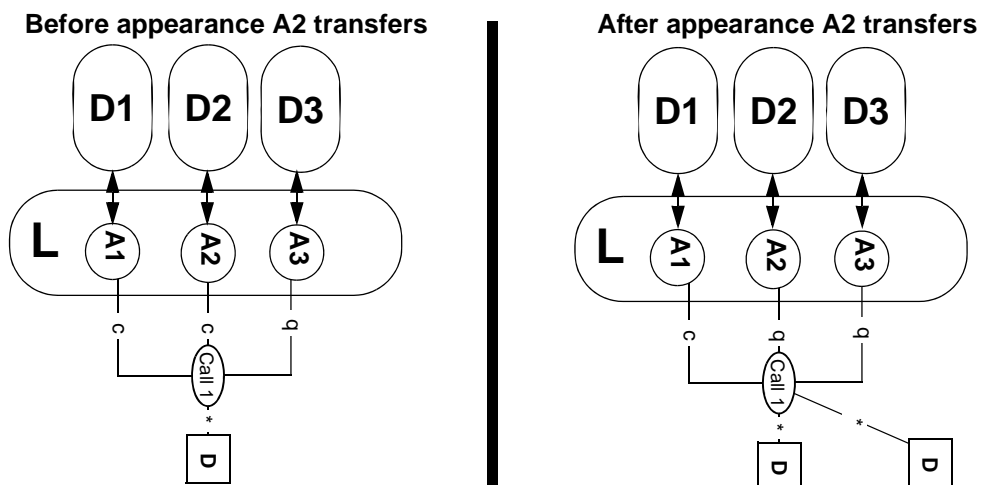 Before appearance A2 transfers
D1 D2 D3
L A1 A2 A3
c c q
Call 1
*
D
After appearance A2 transfers
D1 D2 D3
L A1 A2 A3
c q q
Call 1
* *
D D